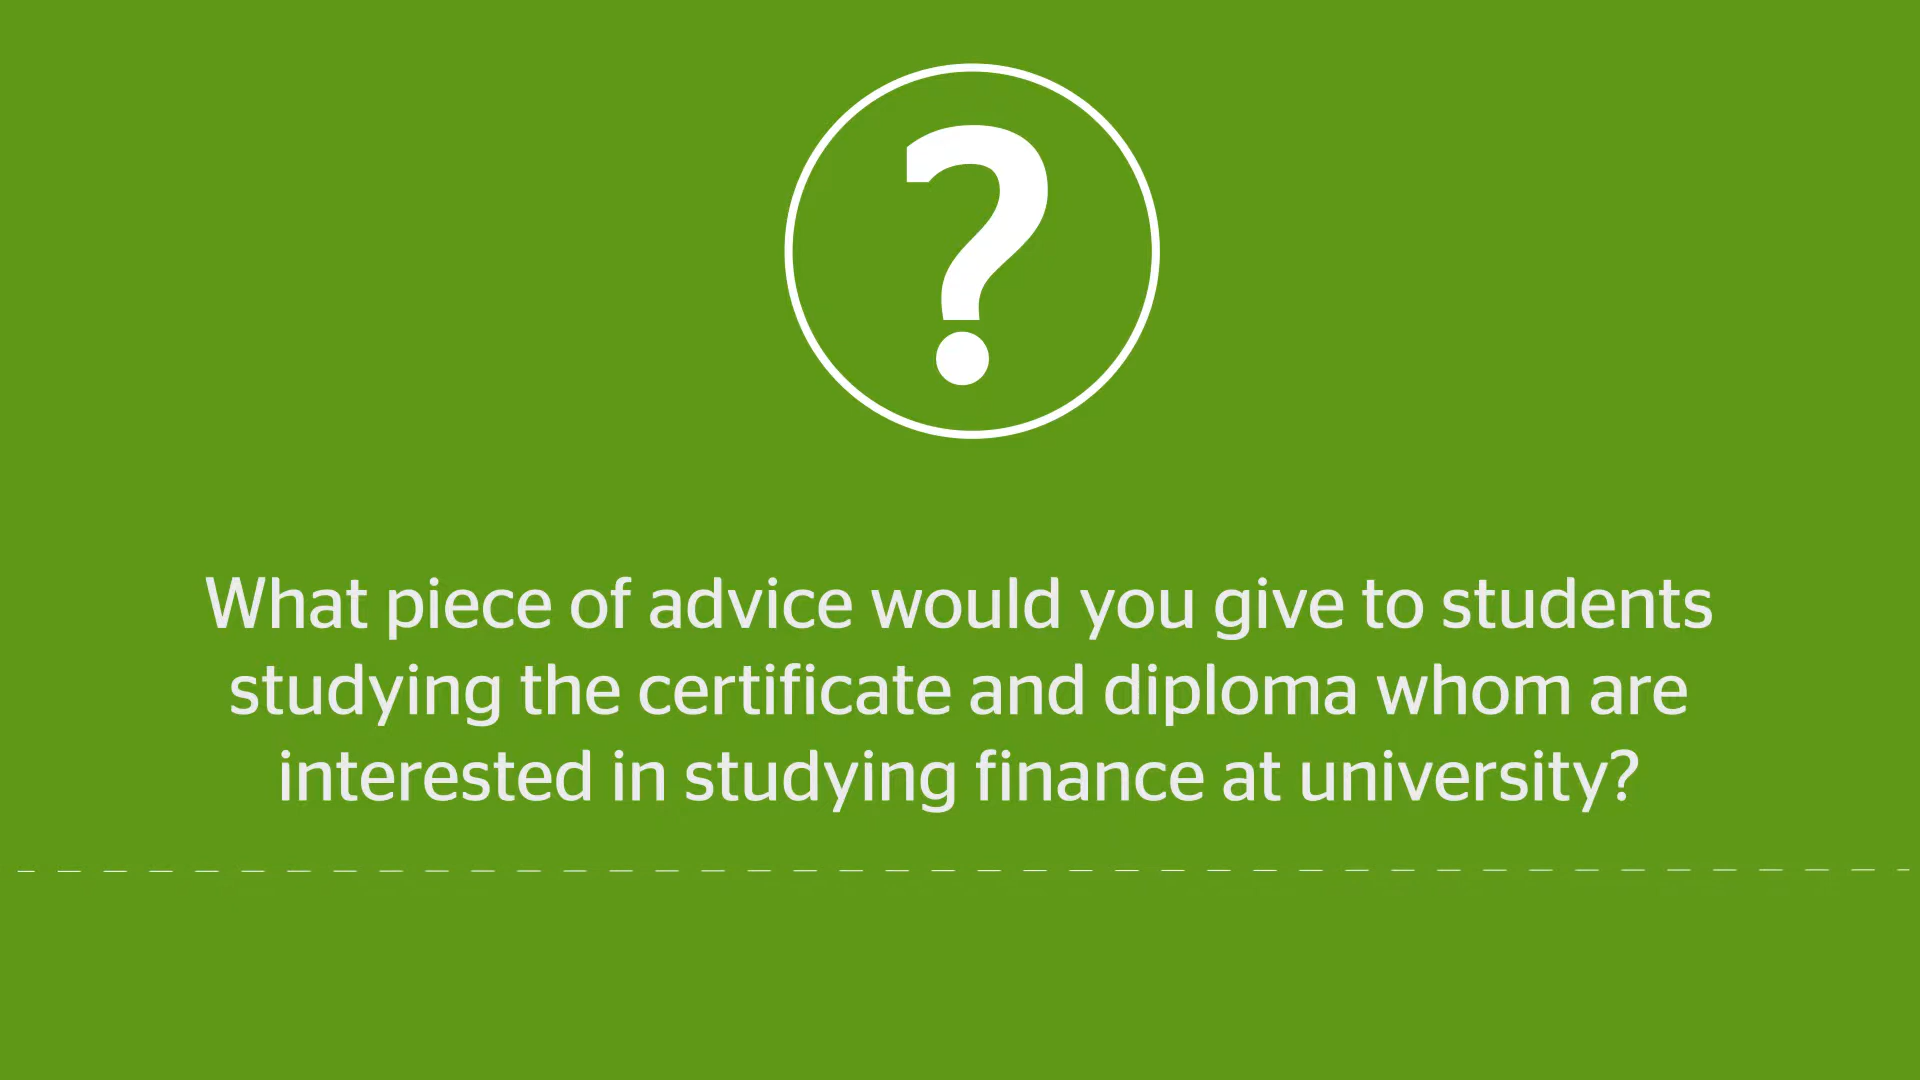 ?
What piece of advice would you give to students
studying the certificate and diploma whom are
interested in studying finance at university?